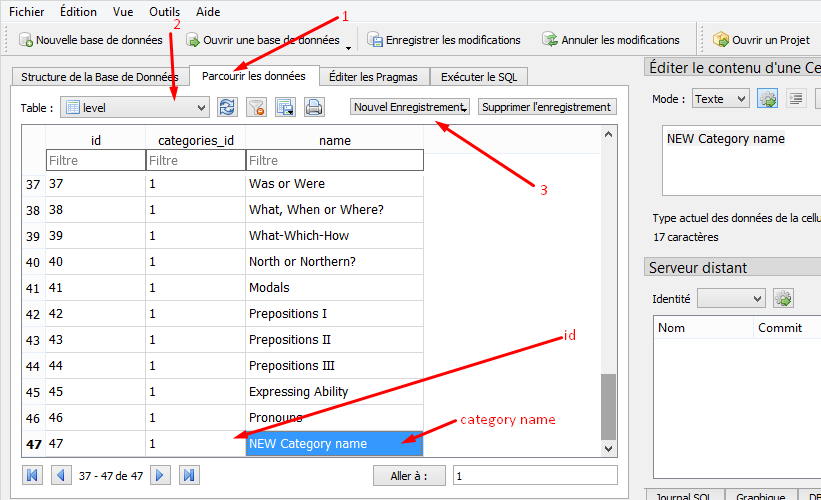 Fichier Édition Vue Outils Aide
1
2
Nouvelle base de données Ouvrir une base de données Enregistrer les modifications Annuler les modifications Ouvrir un Projet
Structure de la Base de Données Parcourir les données Éditer les Pragmas Exécuter le SQL
Éditer le contenu d'une Ce
Table : level Nouvel Enregistrement Supprimer l'enregistrement
Mode : Texte
id categories_id name
Filtre Filtre Filtre
NEW Category name
37 37 1 Was or Were
3
38 38 1 What, When or Where?
Type actuel des données de la cellu
39 39 1 What-Which-How
17 caractères
40 40 1 North or Northern?
Serveur distant
41 41 1 Modals
Identité
42 42 1 Prepositions I
Nom Commit
43 43 1 Prepositions II
id
44 44 1 Prepositions III
45 45 1 Expressing Ability
46 46 1 Pronouns
category name
47 47 1 NEW Category name
37 - 47 de 47 Aller à : 1
Journal SQL Graphique DB